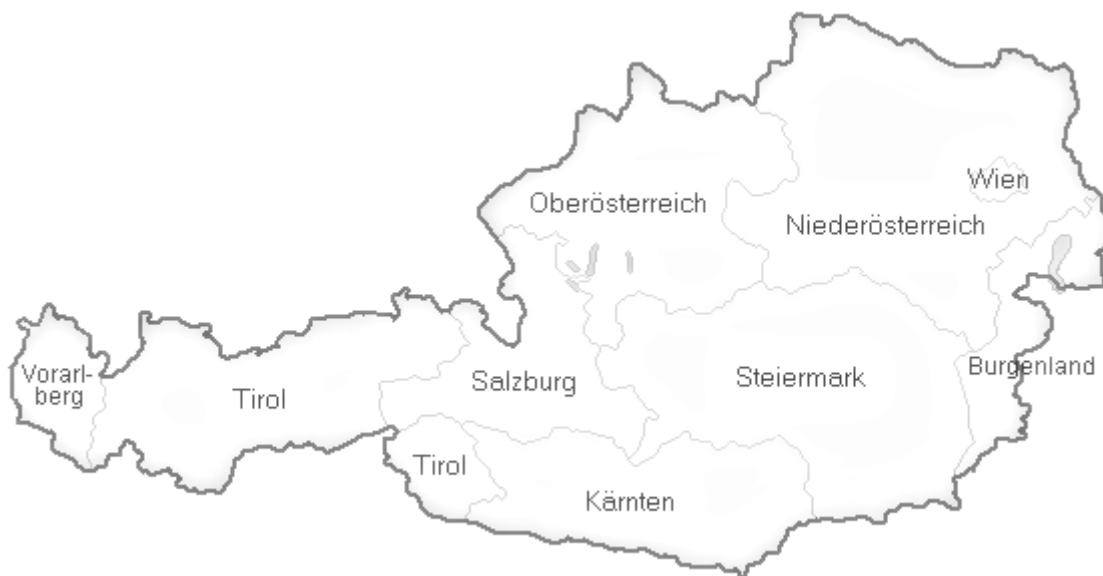 Wien
Oberösterreich
Niederösterreich
Vorarl-
berg
Tirol
Salzburg
Steiermark
Burgenland
Tirol
Kärnten